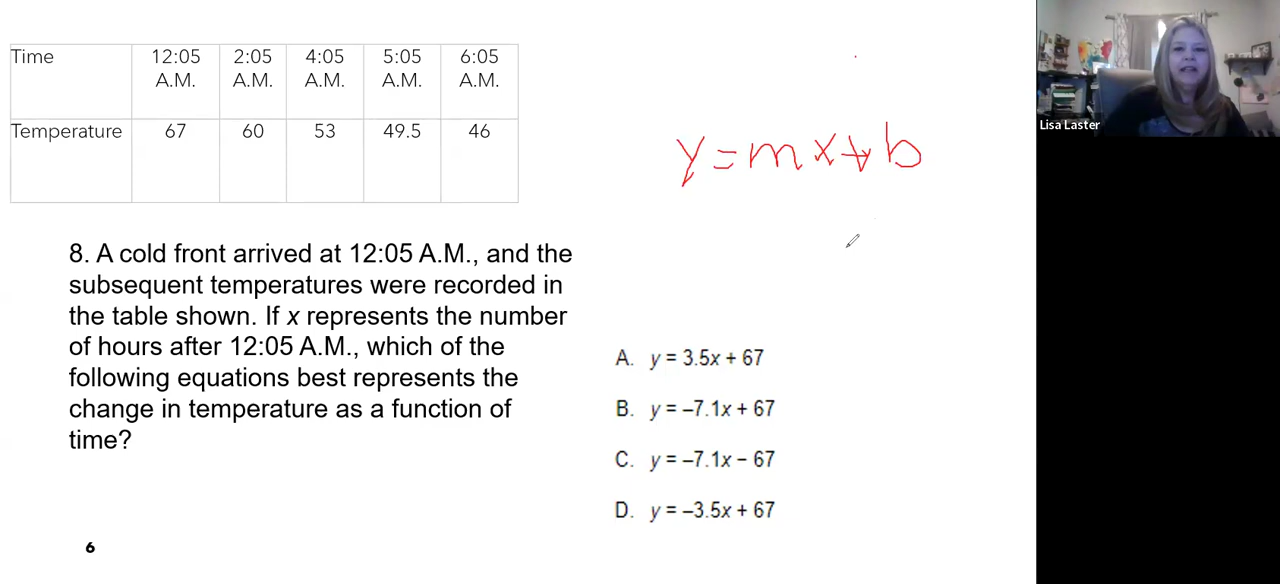 Time 12:05 A.M. 2:05 A.M. 4:05 A.M. 5:05 A.M. 6:05 A.M.
Temperature 67 60 53 49.5 46
y=mx+b
Lisa Laster
8. A cold front arrived at 12:05 A.M., and the
subsequent temperatures were recorded in
the table shown. If x represents the number
of hours after 12:05 A.M., which of the
following equations best represents the
change in temperature as a function of
time?
A. y = 3.5x + 67
B. y = –7.1x + 67
C. y = –7.1x – 67
D. y = –3.5x + 67
6